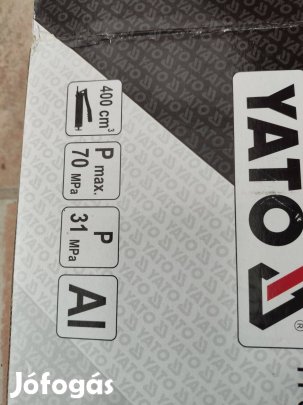 YATO
®
400 cm³
P max.
70 MPa
P
31 MPa
Al
Jófogás